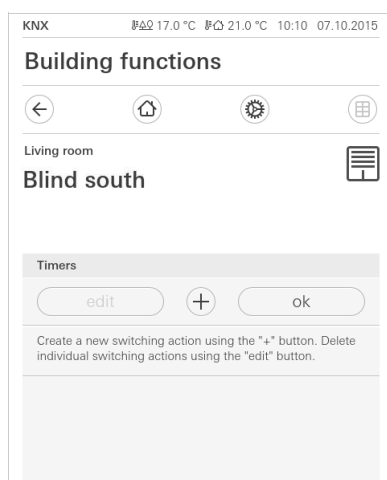 KNX 17.0 °C 21.0 °C 10:10 07.10.2015
Building functions
Living room
Blind south
Timers
edit + ok
Create a new switching action using the "+" button. Delete
individual switching actions using the "edit" button.